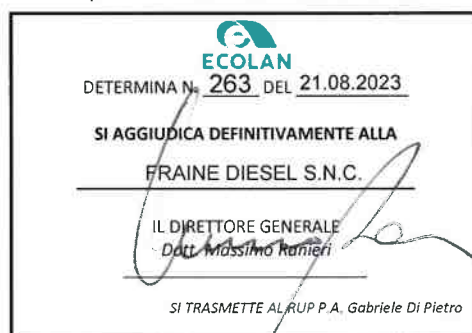 ECOLAN
DETERMINA N. 263 DEL 21.08.2023
SI AGGIUDICA DEFINITIVAMENTE ALLA
FRAINE DIESEL S.N.C.
IL DIRETTORE GENERALE
Dott. Massimo Ranieri
SI TRASMETTE AL RUP P.A. Gabriele Di Pietro